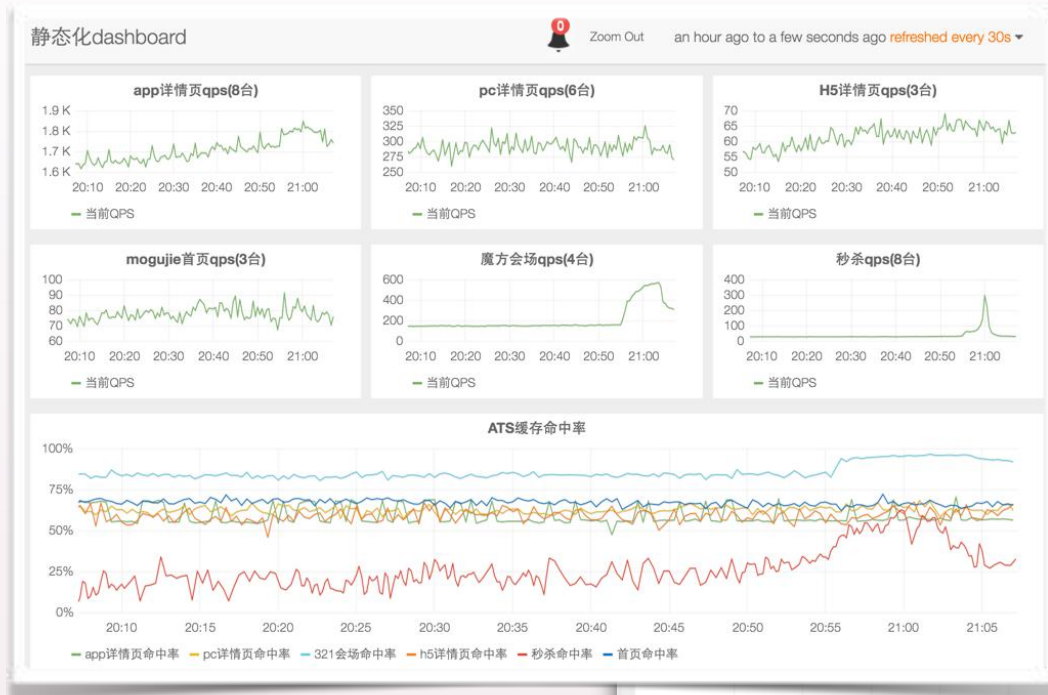 静态化dashboard
0
Zoom Out
an hour ago to a few seconds ago refreshed every 30s
app详情页qps(8台)
1.9 K
1.8 K
1.7 K
1.6 K
20:10 20:20 20:30 20:40 20:50 21:00
当前QPS
pc详情页qps(6台)
350
325
300
275
250
20:10 20:20 20:30 20:40 20:50 21:00
当前QPS
H5详情页qps(3台)
70
65
60
55
50
20:10 20:20 20:30 20:40 20:50 21:00
当前QPS
mogujie首页qps(3台)
100
90
80
70
60
20:10 20:20 20:30 20:40 20:50 21:00
当前QPS
魔方会场qps(4台)
600
400
200
0
20:10 20:20 20:30 20:40 20:50 21:00
当前QPS
秒杀qps(8台)
400
300
200
100
0
20:10 20:20 20:30 20:40 20:50 21:00
当前QPS
ATS缓存命中率
100%
75%
50%
25%
0%
20:10 20:15 20:20 20:25 20:30 20:35 20:40 20:45 20:50 20:55 21:00 21:05
app详情页命中率 pc详情页命中率 321会场命中率 h5详情页命中率 秒杀命中率 首页命中率